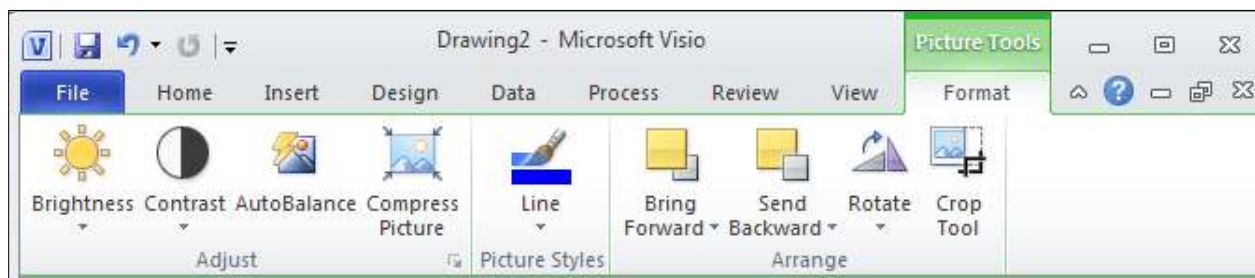 V
Drawing2 - Microsoft Visio
Picture Tools
File Home Insert Design Data Process Review View Format
?
Brightness Contrast AutoBalance Compress Picture Line Bring Forward Send Backward Rotate Crop Tool
Adjust Picture Styles Arrange